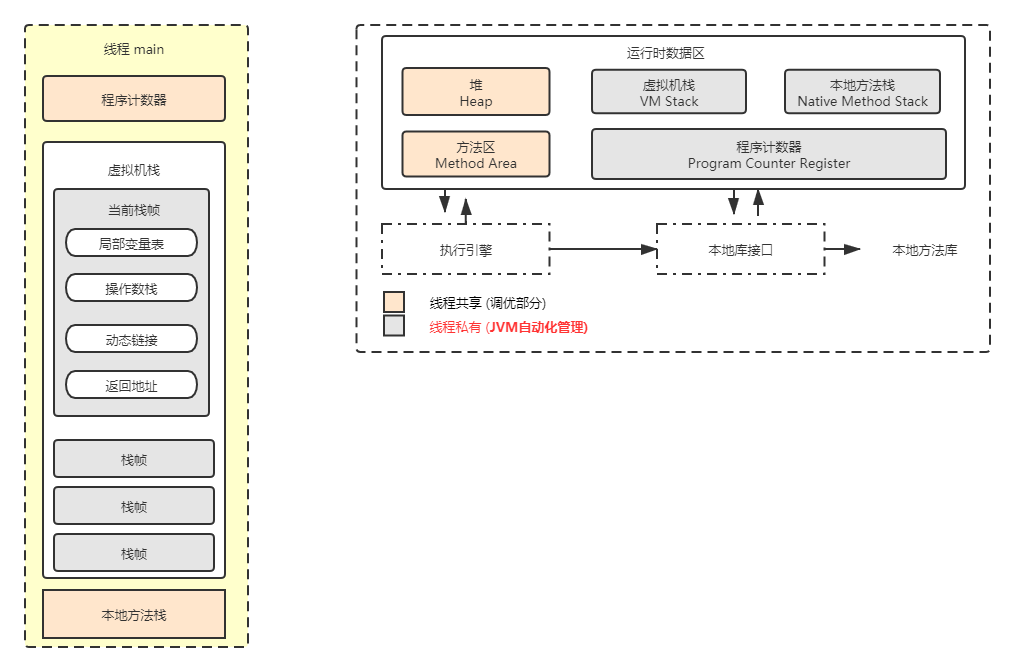 线程 main
程序计数器
虚拟机栈
当前栈帧
局部变量表
操作数栈
动态链接
返回地址
栈帧
栈帧
栈帧
本地方法栈
运行时数据区
堆
Heap
虚拟机栈
VM Stack
本地方法栈
Native Method Stack
方法区
Method Area
程序计数器
Program Counter Register
执行引擎
本地库接口
本地方法库
线程共享 (调优部分)
线程私有 (JVM自动化管理)